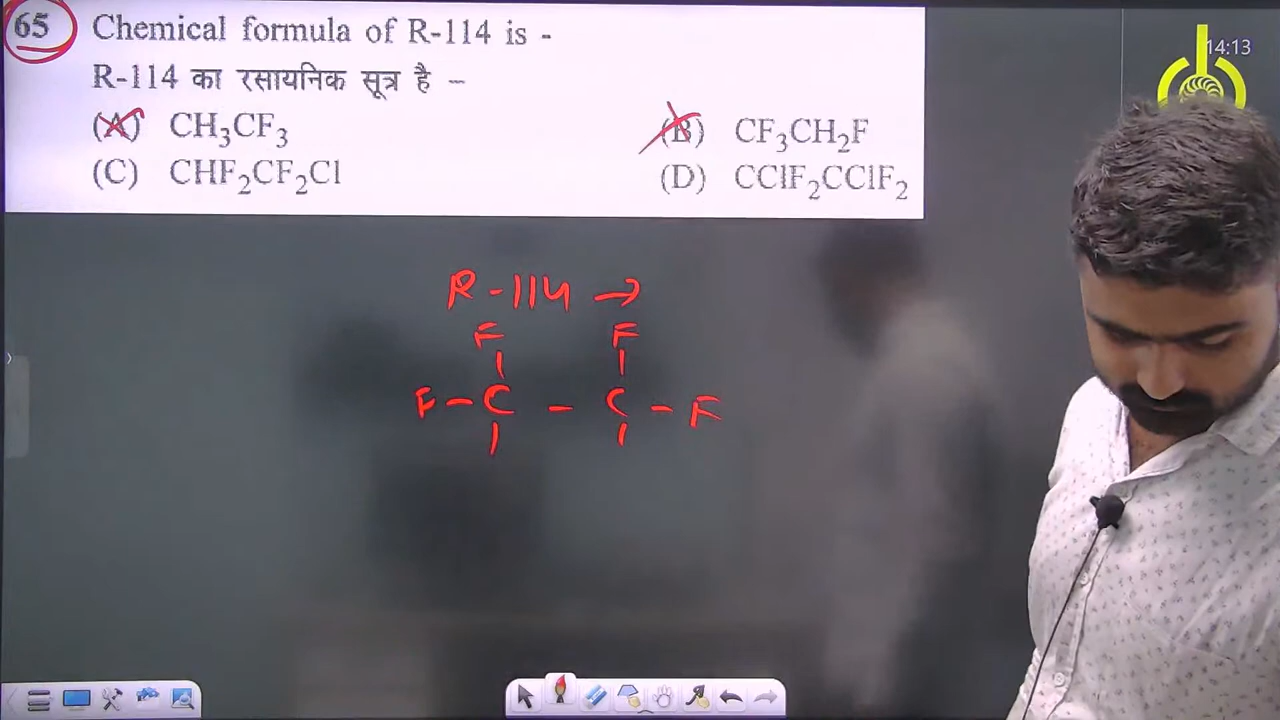 65 Chemical formula of R-114 is -
R-114 का रसायनिक सूत्र है –
(A) CH₃CF₃ (B) CF₃CH₂F
(C) CHF₂CF₂Cl (D) CClF₂CClF₂
14:13
R-114 →
F F
F-C-C-F